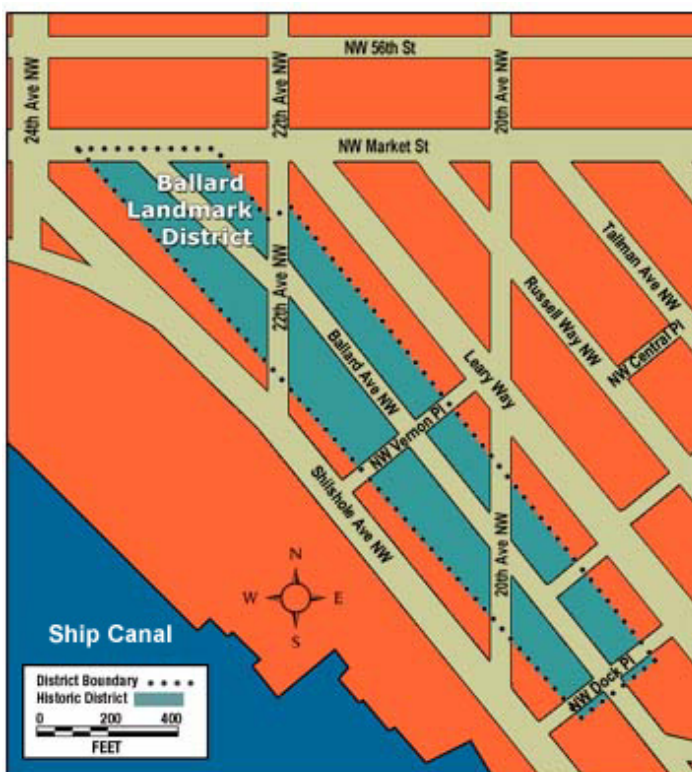 NW 56th St
24th Ave NW
22th Ave NW
20th Ave NW
NW Market St
Ballard
Landmark
District
Tallman Ave NW
22th Ave NW
Russell Way NW
NW Central Pl
Ballard Ave NW
Leary Way
NW Vernon Pl
Shilshole Ave NW
20th Ave NW
N
W E
S
Ship Canal
NW Dock Pl
District Boundary
Historic District
0 200 400
FEET